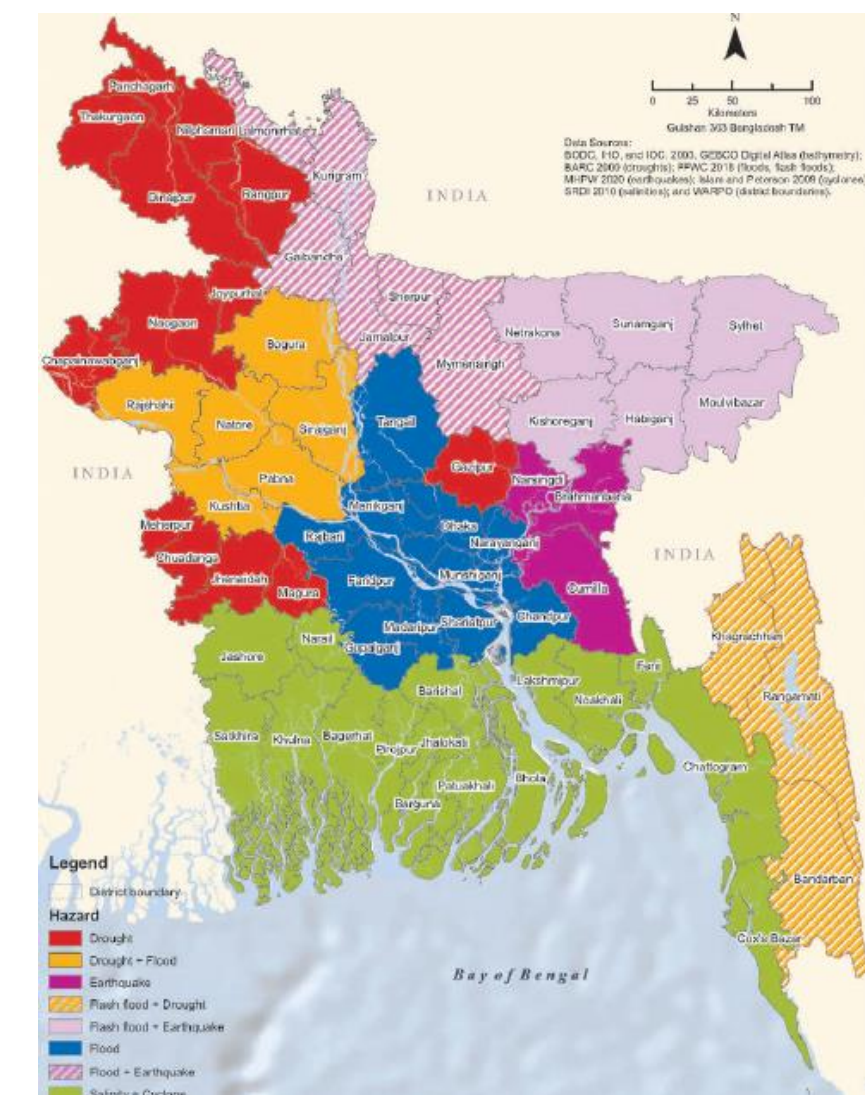 N
0 25 50 100
Kilometers
Gulshan 303 Bangladesh TM
Data Sources:
BODC, IHO, and IOC, 2003, GEBCO Digital Atlas (bathymetry);
BARC 2000 (droughts); FFWC 2018 (floods, flash floods);
MHPW 2020 (earthquakes); Islam and Peterson 2009 (cyclones)
SRDI 2010 (salinities); and WARPO (district boundaries).
Panchagarh
Thakurgaon
Nilphamari
Lalmonirhat
Kurigram
Dinajpur
Rangpur
INDIA
Gaibandha
Joypurhat
Sherpur
Naogaon
Netrakona
Sunamganj
Sylhet
Bogura
Jamalpur
Chapainawabganj
Mymensingh
Rajshahi
Natore
Sirajganj
Tangail
Kishoreganj
Habiganj
Moulvibazar
INDIA
Gazipur
Pabna
Narsingdi
Brahmanbaria
Kushtia
Manikganj
Meherpur
Rajbari
Dhaka
Narayanganj
INDIA
Chuadanga
Jhenaidah
Faridpur
Munshiganj
Cumilla
Magura
Madaripur
Shariatpur
Chandpur
Narail
Gopalganj
Khagrachhari
Jashore
Feni
Lakshmipur
Barishal
Noakhali
Rangamati
Satkhira
Khulna
Bagerhat
Pirojpur
Jhalokati
Chattogram
Bhola
Patuakhali
Barguna
Bandarban
Cox's Bazar
Bay of Bengal
Legend
District boundary
Hazard
Drought
Drought + Flood
Earthquake
Flash flood + Drought
Flash flood + Earthquake
Flood
Flood + Earthquake
Salinity + Cyclone